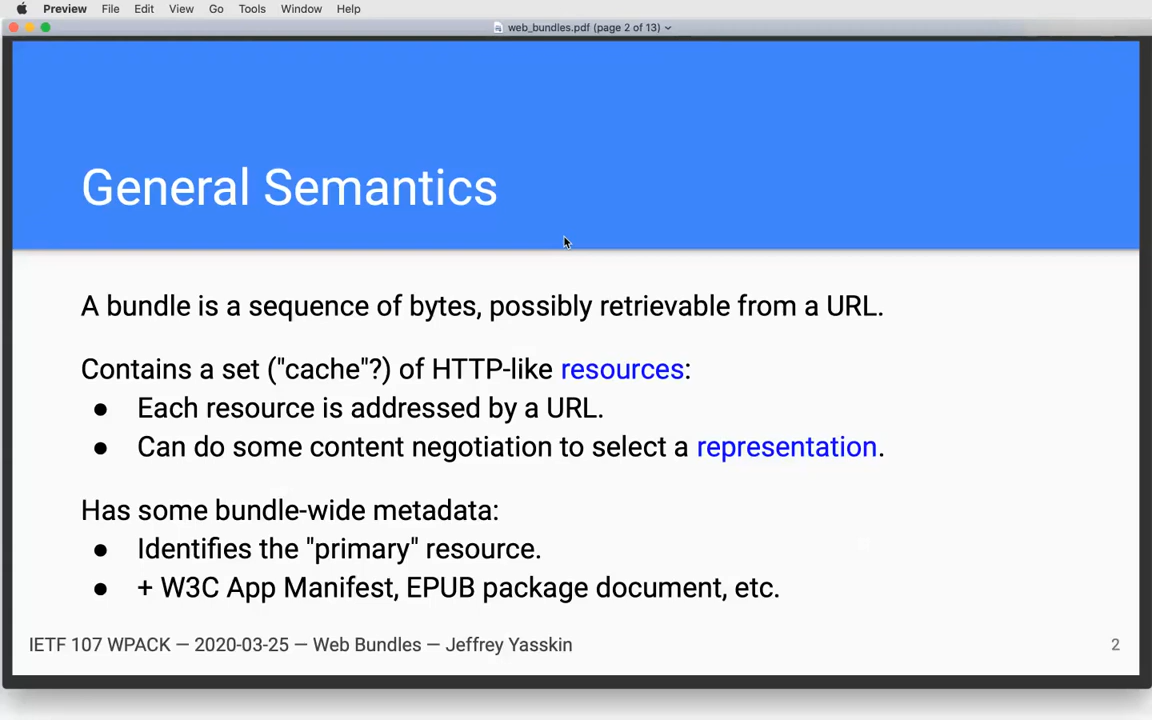 Preview File Edit View Go Tools Window Help
web_bundles.pdf (page 2 of 13)
General Semantics
A bundle is a sequence of bytes, possibly retrievable from a URL.
Contains a set ("cache"?) of HTTP-like resources:
● Each resource is addressed by a URL.
● Can do some content negotiation to select a representation.
Has some bundle-wide metadata:
● Identifies the "primary" resource.
● + W3C App Manifest, EPUB package document, etc.
IETF 107 WPACK — 2020-03-25 — Web Bundles — Jeffrey Yasskin 2